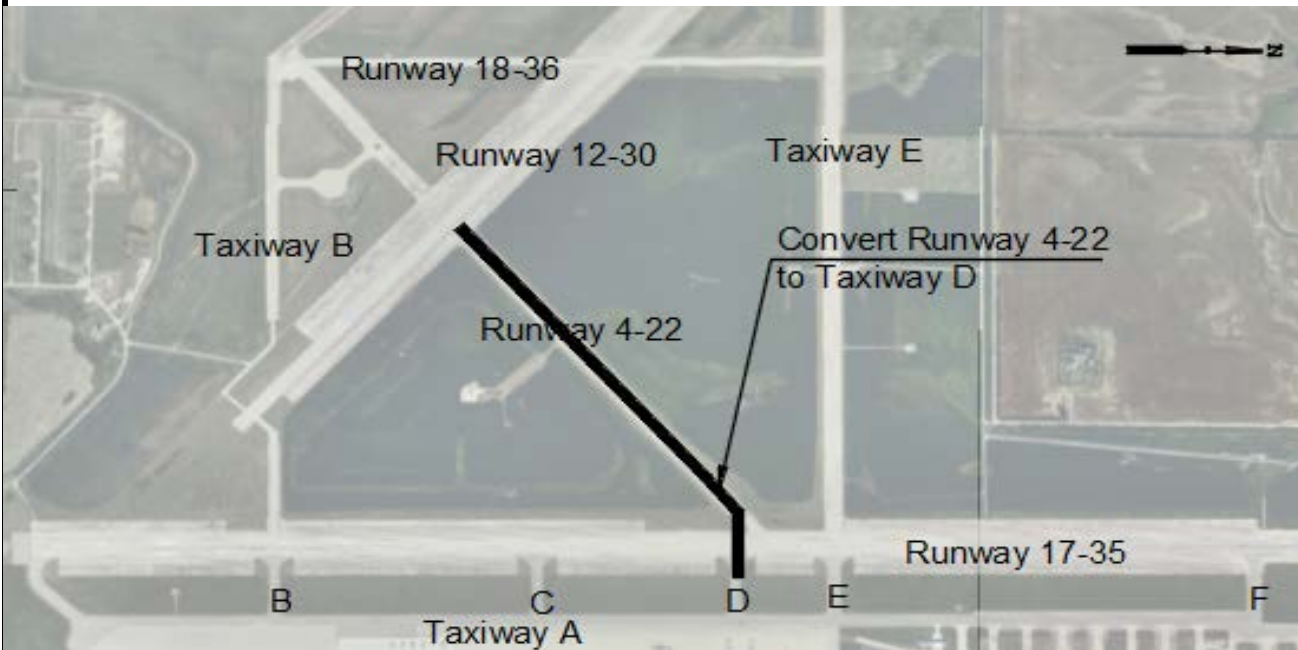 Runway 18-36
N
Runway 12-30
Taxiway E
Taxiway B
Convert Runway 4-22
to Taxiway D
Runway 4-22
Runway 17-35
B
C
D
E
F
Taxiway A